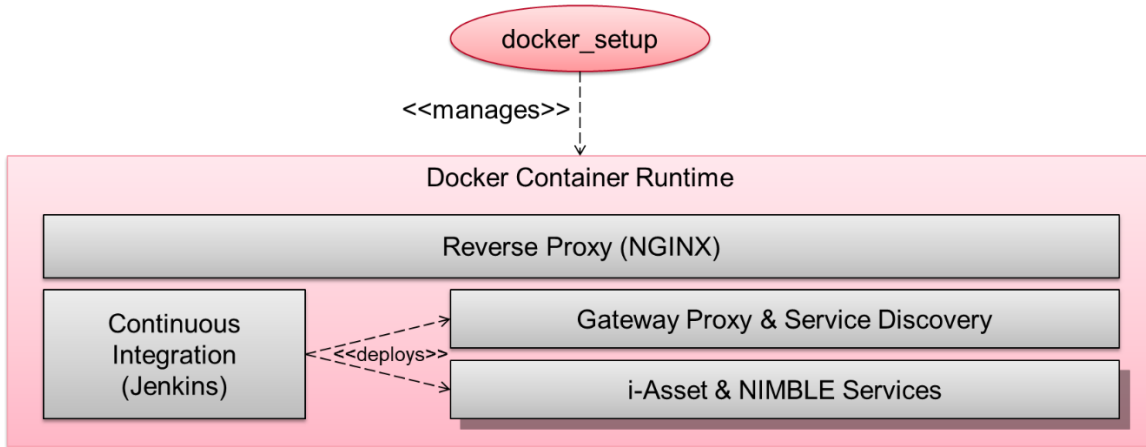 docker_setup
<<manages>>
Docker Container Runtime
Reverse Proxy (NGINX)
Continuous
Integration
(Jenkins)
<<deploys>>
Gateway Proxy & Service Discovery
i-Asset & NIMBLE Services